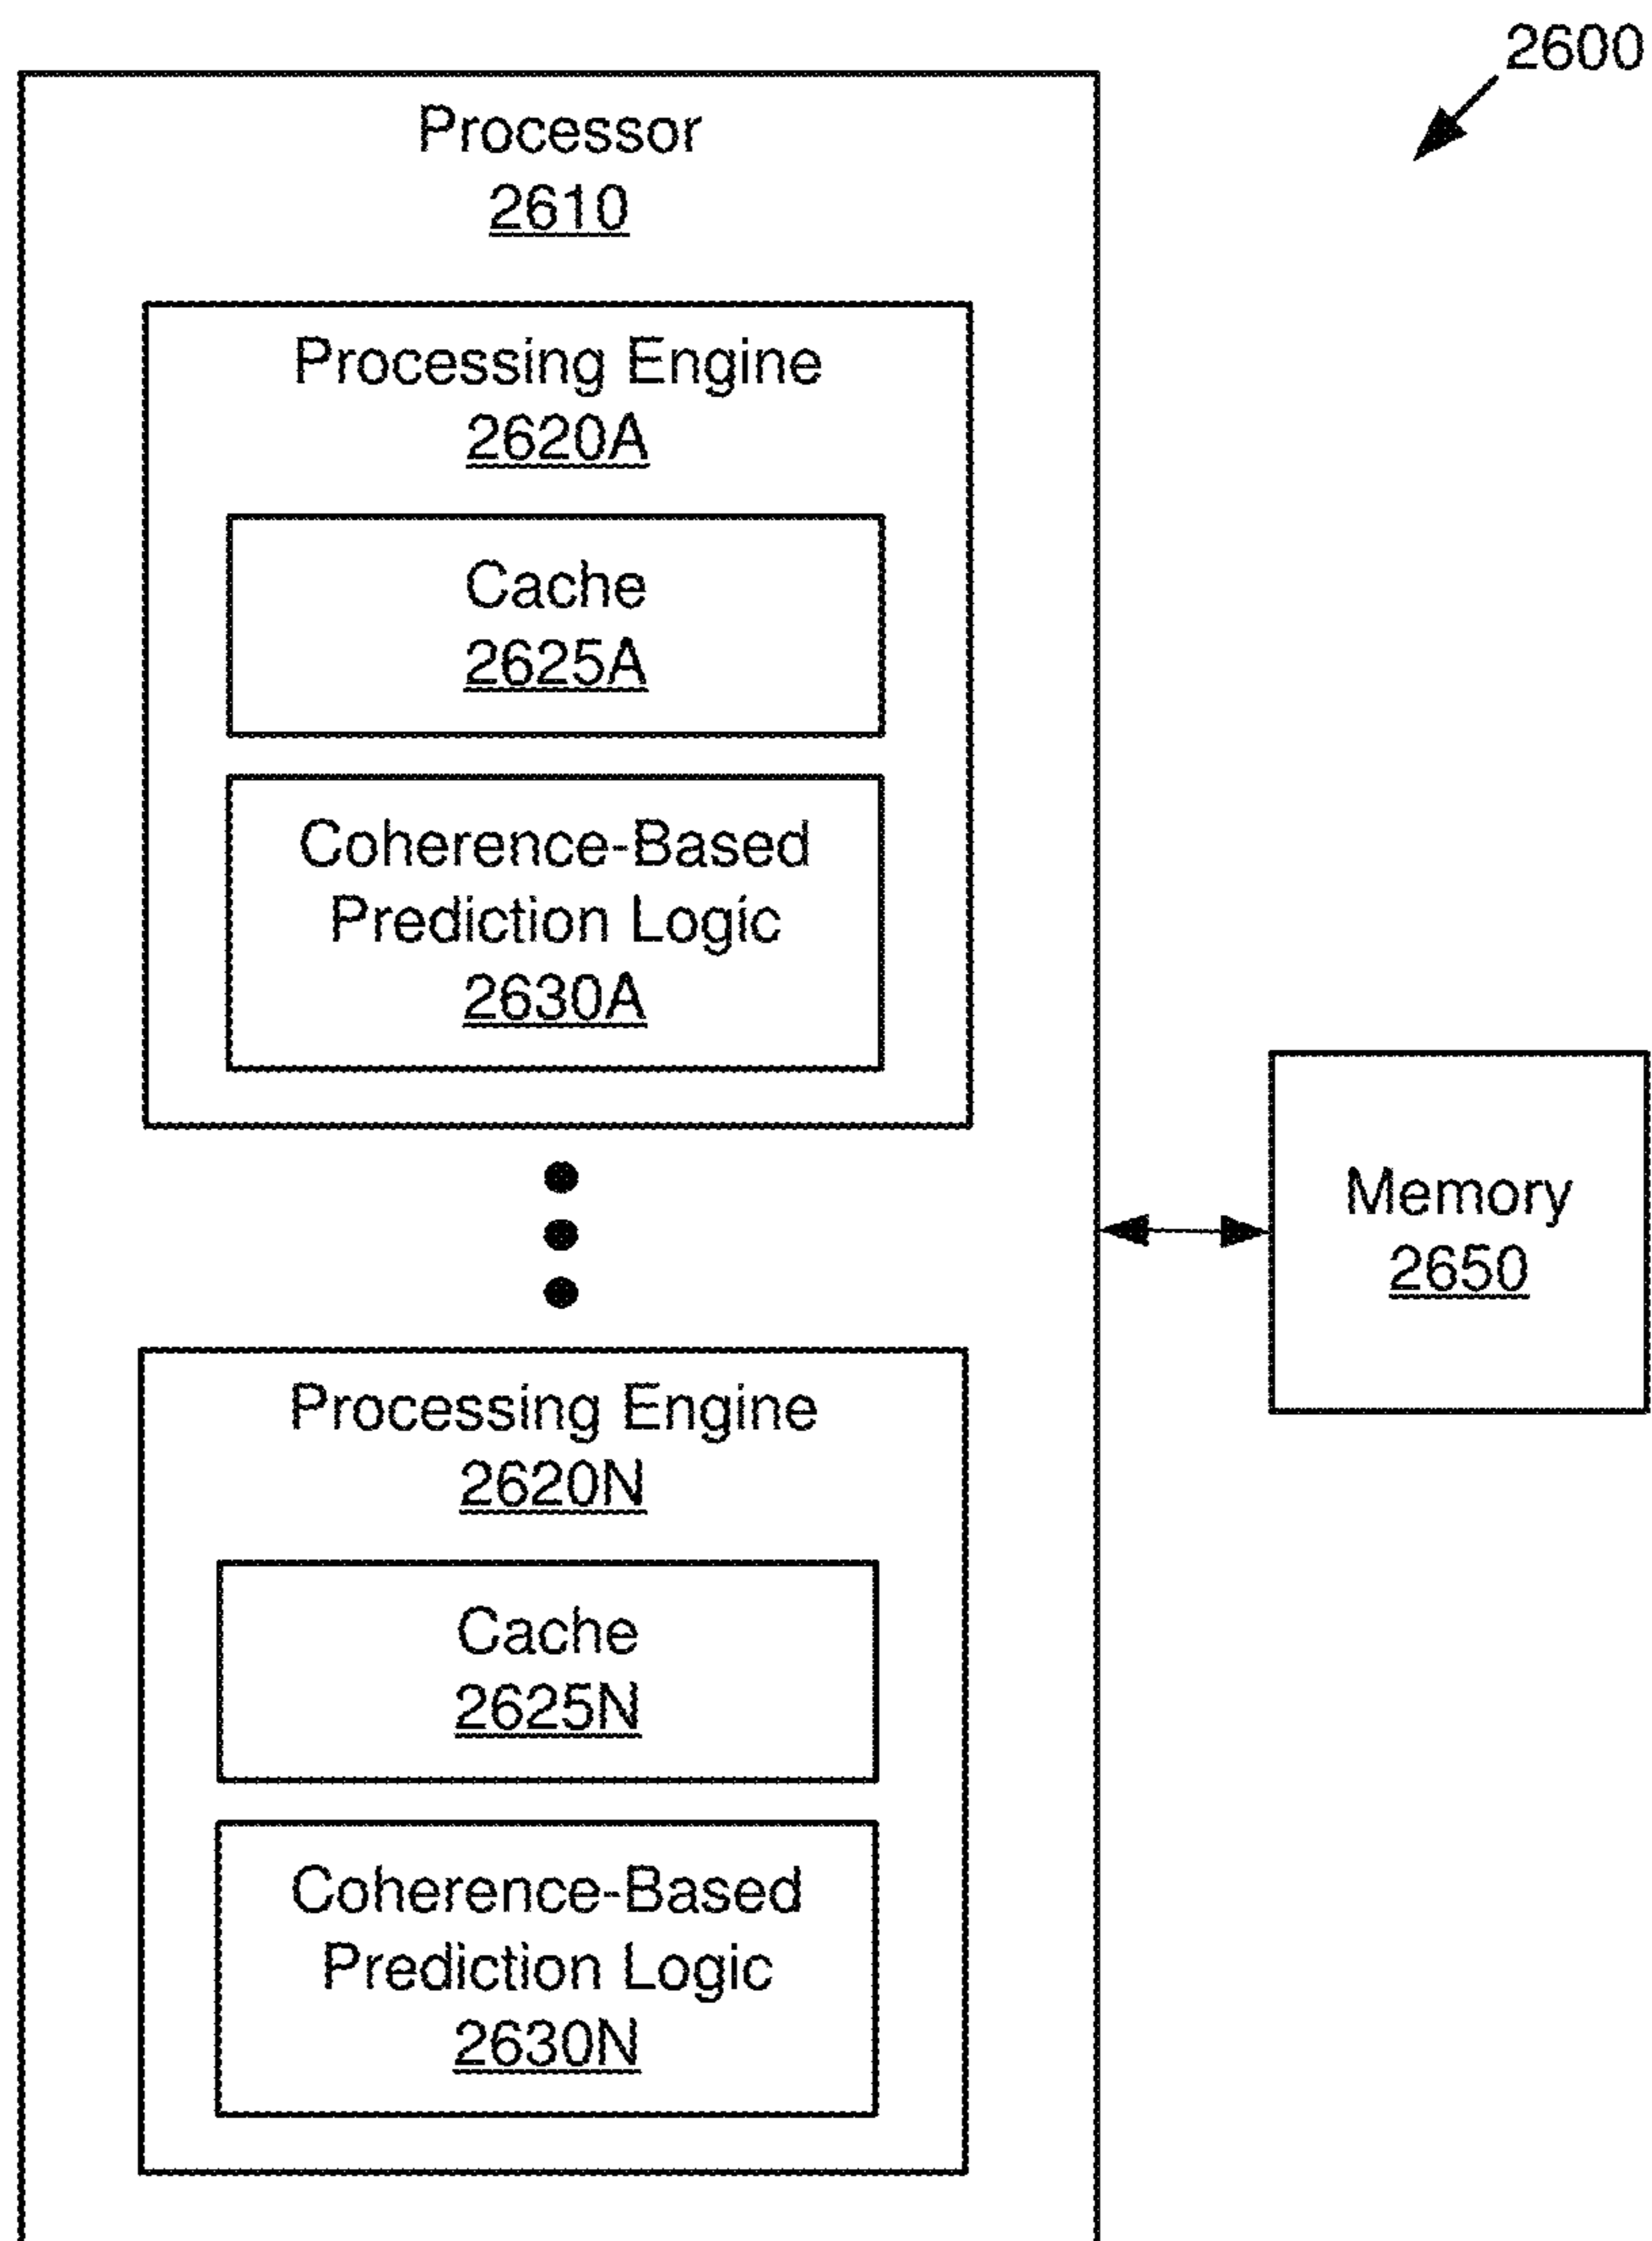 2600
Processor
2610
Processing Engine
2620A
Cache
2625A
Coherence-Based
Prediction Logic
2630A
Memory
2650
Processing Engine
2620N
Cache
2625N
Coherence-Based
Prediction Logic
2630N